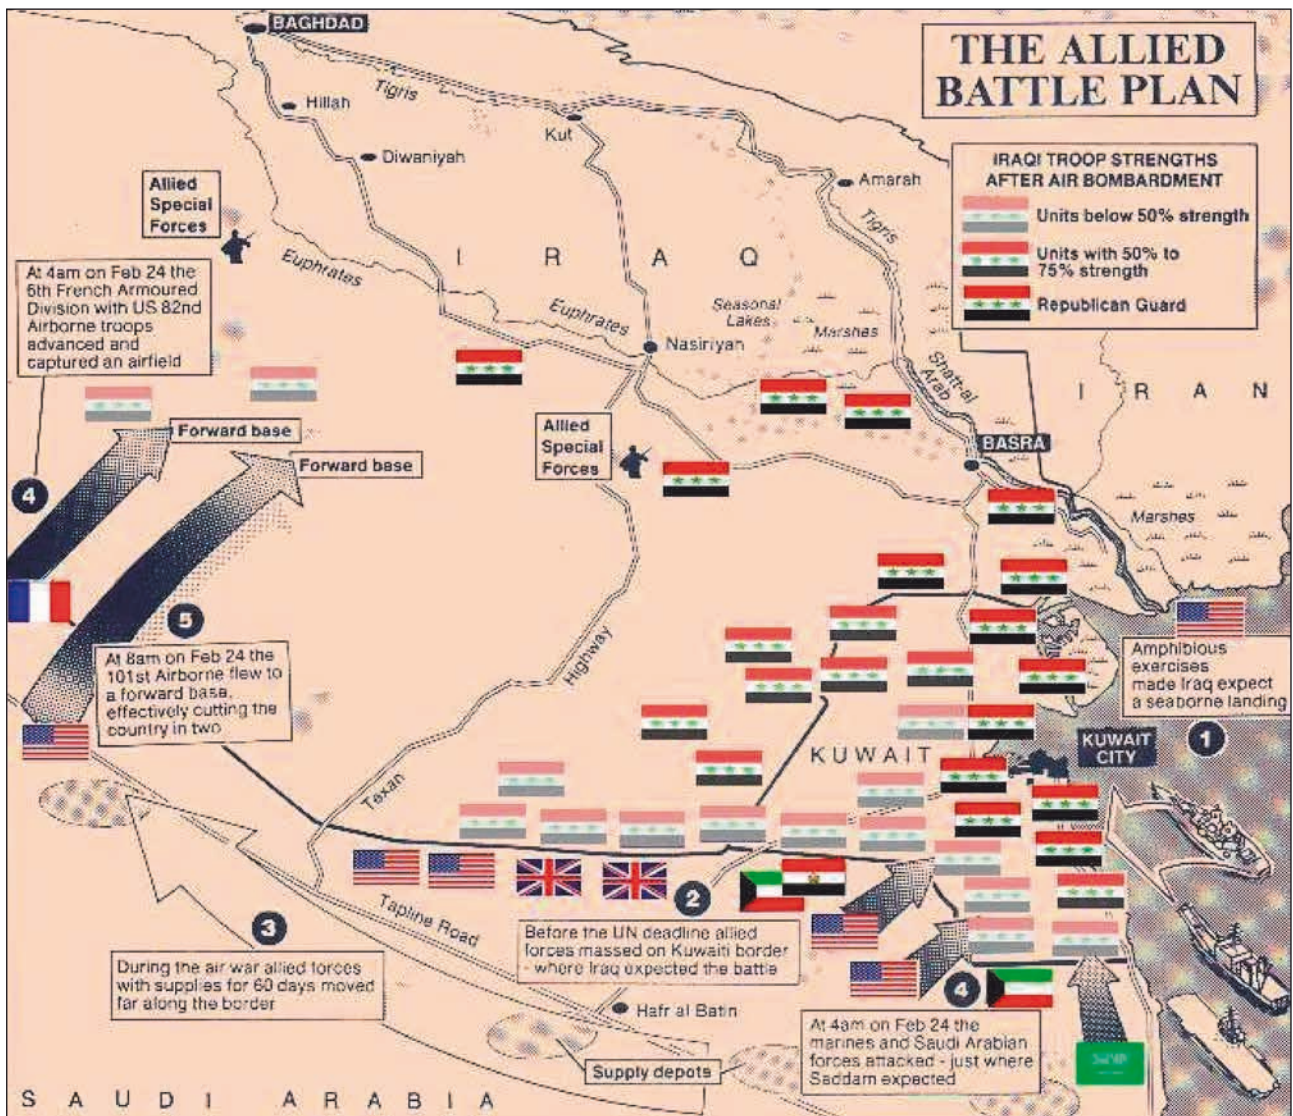 THE ALLIED
BATTLE PLAN
IRAQI TROOP STRENGTHS
AFTER AIR BOMBARDMENT
Units below 50% strength
Units with 50% to
75% strength
Republican Guard
BAGHDAD
Tigris
Hillah
Kut
Diwaniyah
Amarah
Tigris
Allied
Special
Forces
Euphrates
I R A Q
At 4am on Feb 24 the
6th French Armoured
Division with US 82nd
Airborne troops
advanced and
captured an airfield
Euphrates
Seasonal
Lakes
Marshes
Nasiriyah
Shatt-al
Arab
I R A N
Forward base
Forward base
Allied
Special
Forces
BASRA
4
Marshes
5
At 8am on Feb 24 the
101st Airborne flew to
a forward base,
effectively cutting the
country in two
Highway
Texan
Amphibious
exercises
made Iraq expect
a seaborne landing
1
KUWAIT
KUWAIT
CITY
2
Before the UN deadline allied
forces massed on Kuwaiti border
- where Iraq expected the battle
Tapline Road
3
During the air war allied forces
with supplies for 60 days moved
far along the border
Hafr al Batin
4
At 4am on Feb 24 the
marines and Saudi Arabian
forces attacked - just where
Saddam expected
Supply depots
S A U D I A R A B I A